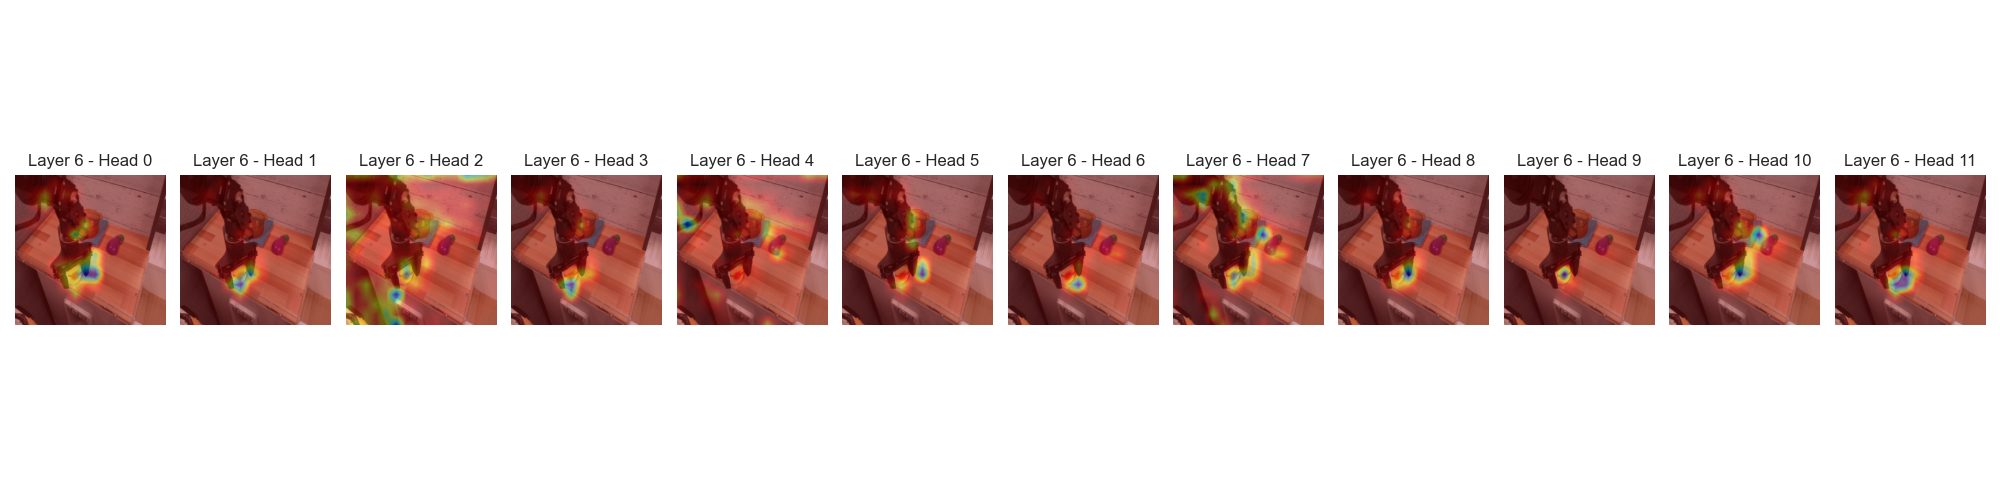 Layer 6 - Head 0
Layer 6 - Head 1
Layer 6 - Head 2
Layer 6 - Head 3
Layer 6 - Head 4
Layer 6 - Head 5
Layer 6 - Head 6
Layer 6 - Head 7
Layer 6 - Head 8
Layer 6 - Head 9
Layer 6 - Head 10
Layer 6 - Head 11